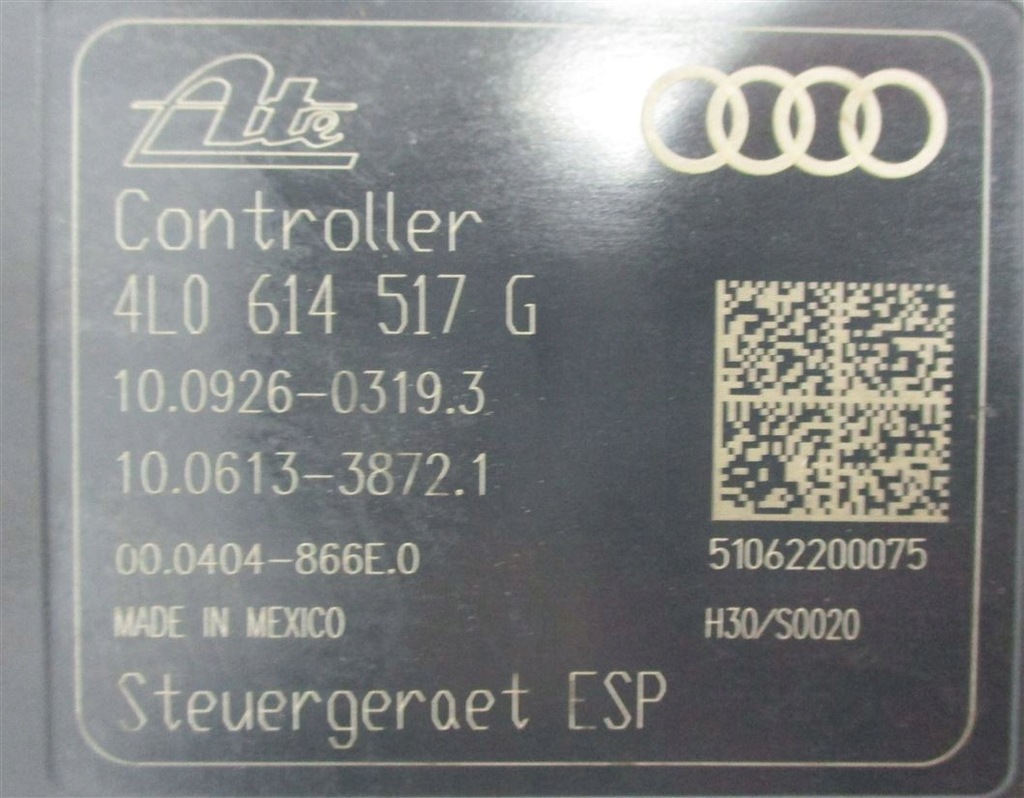 Ate
Controller
4L0 614 517 G
10.0926-0319.3
10.0613-3872.1
00.0404-866E.0
51062200075
MADE IN MEXICO
H30/S0020
Steuergeraet ESP